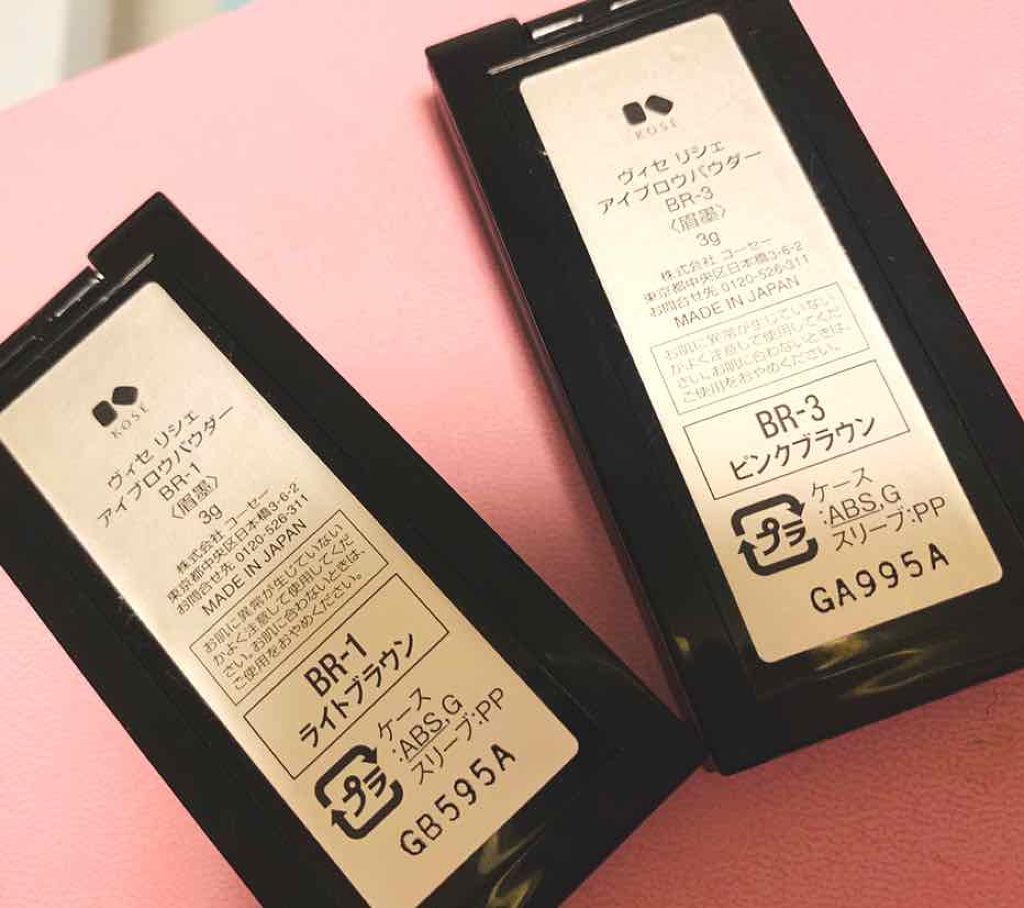 KOSÉ
ヴィセ リシェ
アイブロウパウダー
BR-1
〈眉墨〉
3g
株式会社 コーセー
東京都中央区日本橋3-6-2
お問合せ先 0120-526-311
MADE IN JAPAN
お肌に異常が生じていない
かよく注意して使用してくだ
さい。お肌に合わないときは、
ご使用をおやめください。
BR-1
ライトブラウン
プラ
ケース
:ABS,G
スリーブ:PP
GB595A
KOSÉ
ヴィセ リシェ
アイブロウパウダー
BR-3
〈眉墨〉
3g
株式会社 コーセー
東京都中央区日本橋3-6-2
お問合せ先 0120-526-311
MADE IN JAPAN
お肌に異常が生じていない
かよく注意して使用してくだ
さい。お肌に合わないときは、
ご使用をおやめください。
BR-3
ピンクブラウン
プラ
ケース
:ABS,G
スリーブ:PP
GA995A